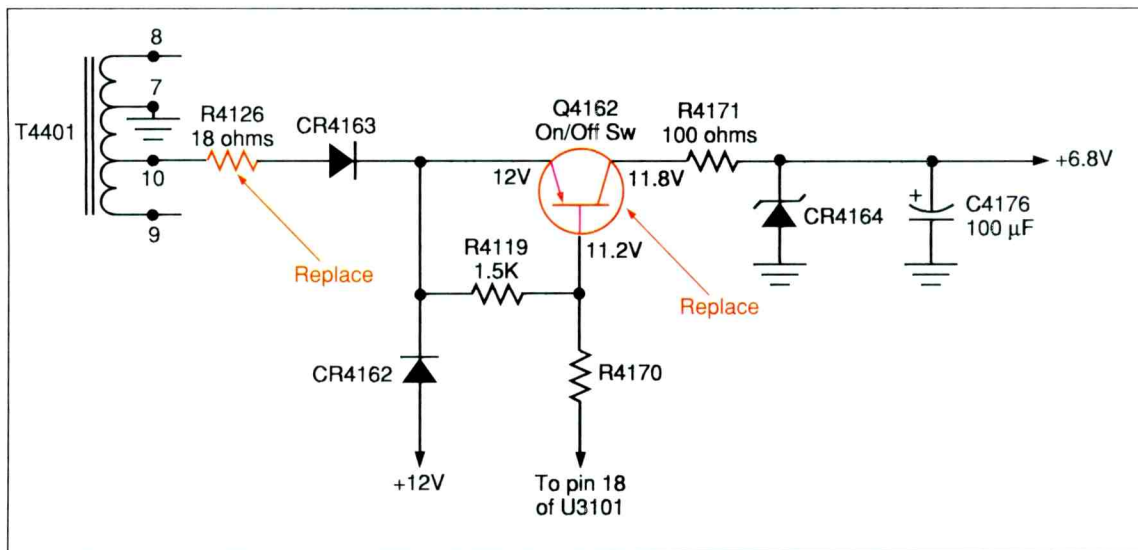 8
7
T4401
R4126
18 ohms
CR4163
Q4162
On/Off Sw
R4171
100 ohms
+6.8V
10
12V
11.8V
9
Replace
R4119
1.5K
11.2V
Replace
CR4164
+
C4176
100 µF
CR4162
R4170
+12V
To pin 18
of U3101